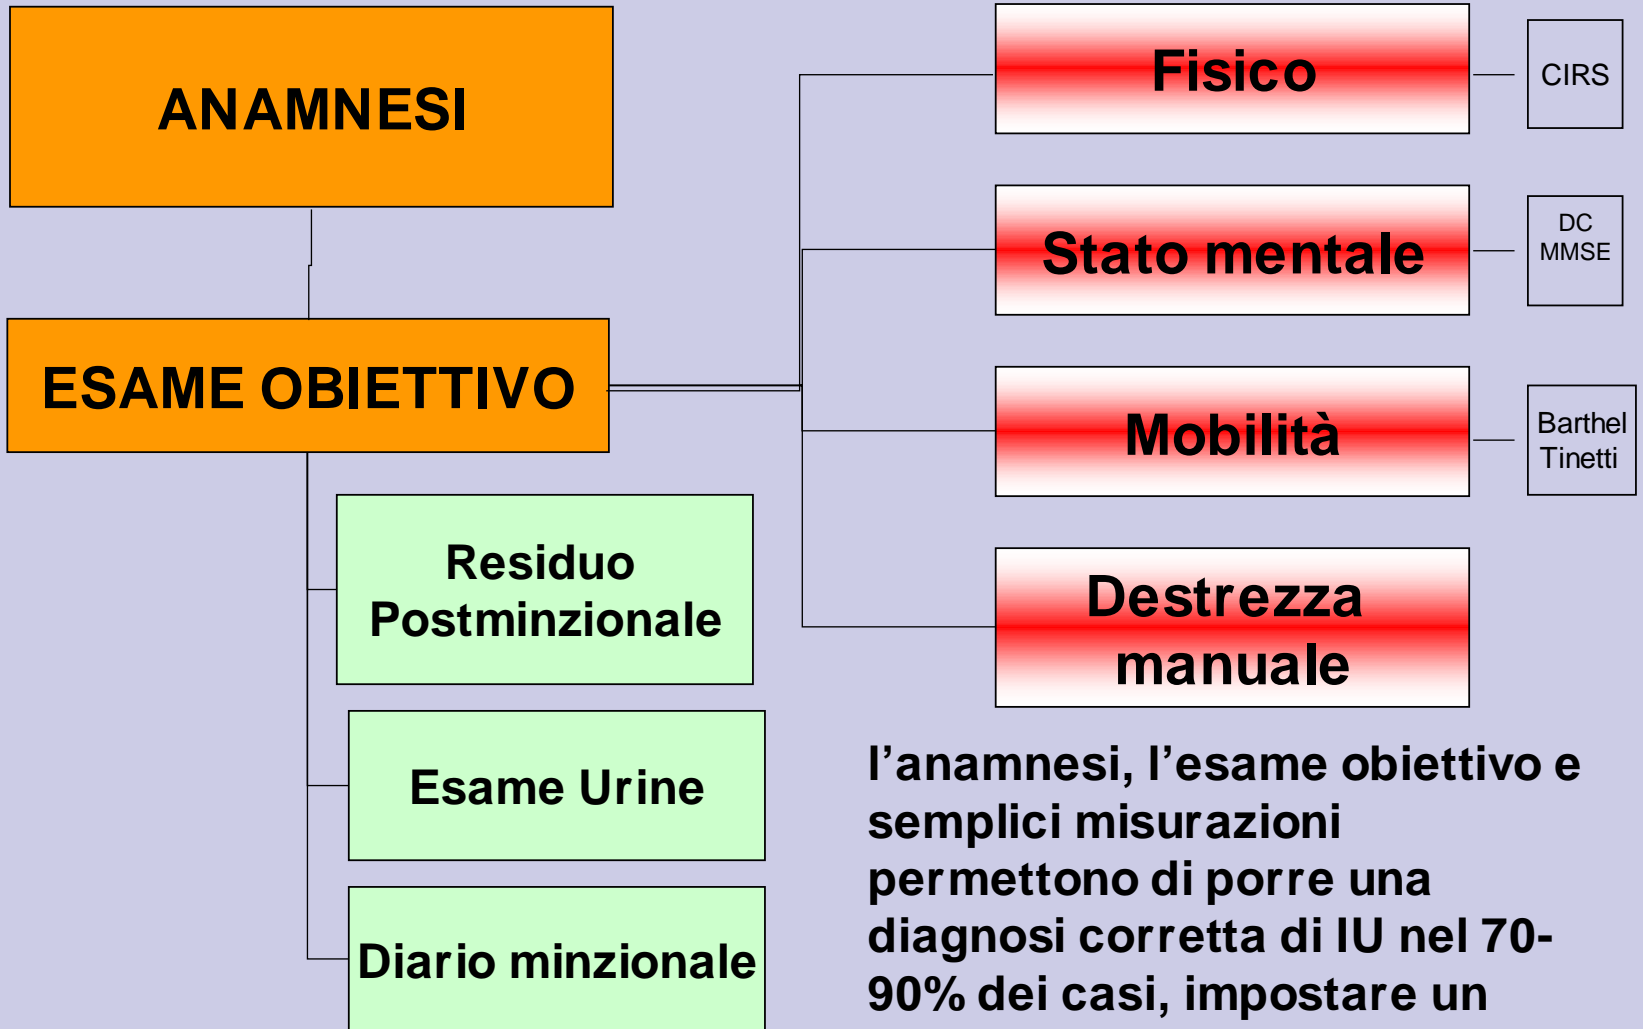 ANAMNESI
ESAME OBIETTIVO
Residuo
Postminzionale
Esame Urine
Diario minzionale
Fisico
CIRS
Stato mentale
DC
MMSE
Mobilità
Barthel
Tinetti
Destrezza
manuale
l’anamnesi, l’esame obiettivo e
semplici misurazioni
permettono di porre una
diagnosi corretta di IU nel 70-
90% dei casi, impostare un